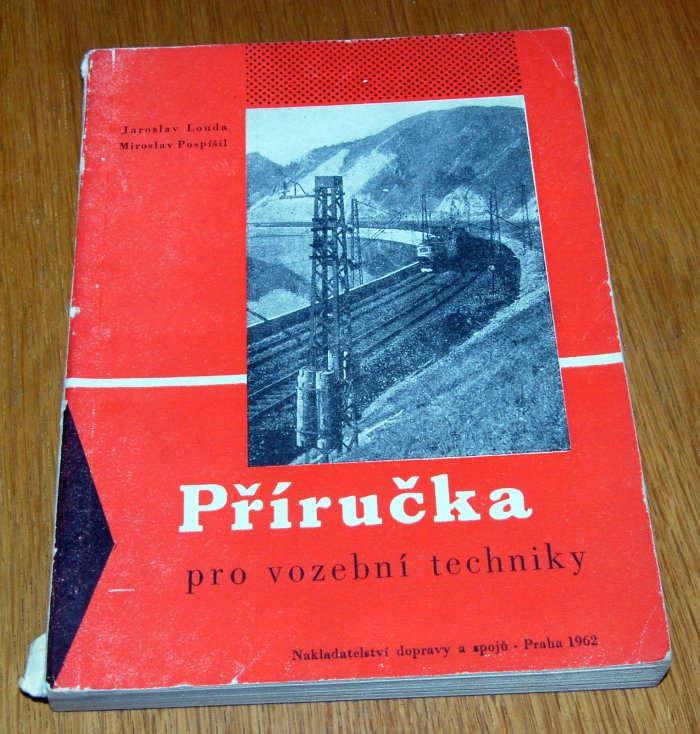 Jaroslav Louda
Miroslav Pospíšil
Příručka
pro vozební techniky
Nakladatelství dopravy a spojů - Praha 1962